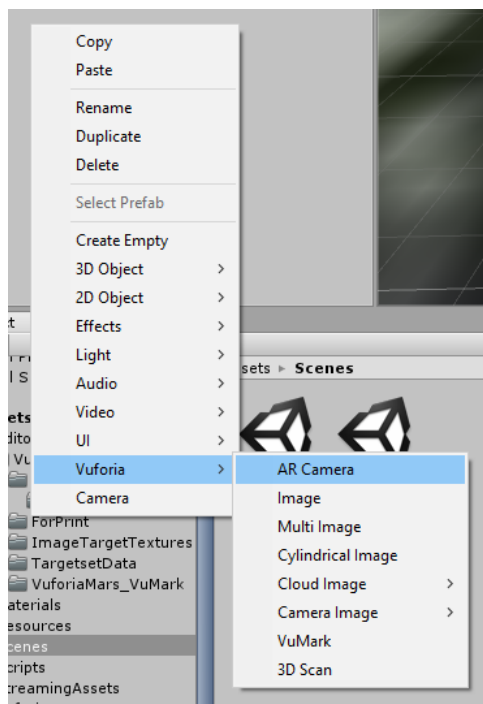 Copy
Paste
Rename
Duplicate
Delete
Select Prefab
Create Empty
3D Object
2D Object
Effects
Light
Audio
Video
UI
Vuforia
Camera
AR Camera
Image
Multi Image
Cylindrical Image
Cloud Image
Camera Image
VuMark
3D Scan
sets ▸ Scenes
ForPrint
ImageTargetTextures
TargetsetData
VuforiaMars_VuMark
aterials
esources
cenes
cripts
treamingAssets